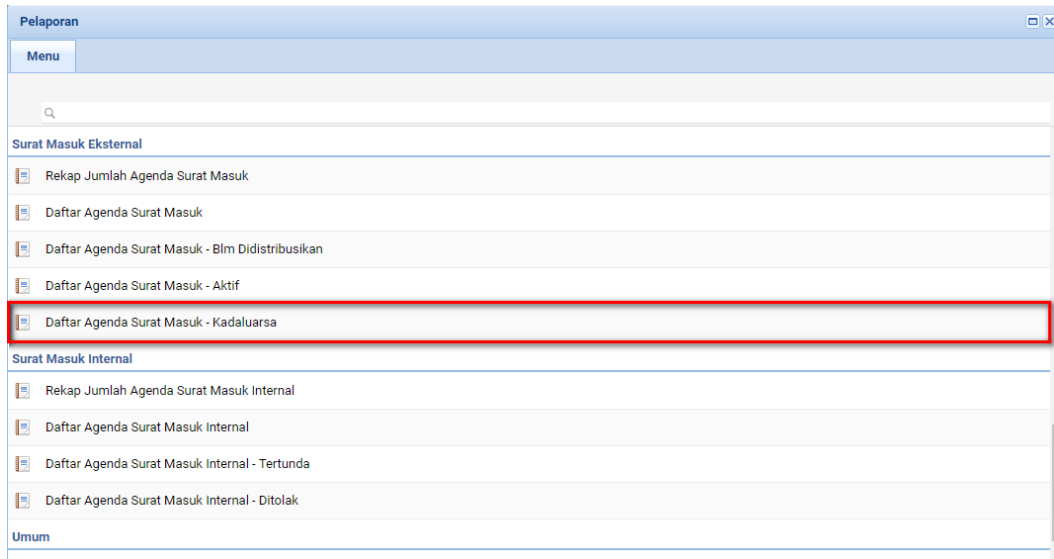 Pelaporan
Menu
Surat Masuk Eksternal
Rekap Jumlah Agenda Surat Masuk
Daftar Agenda Surat Masuk
Daftar Agenda Surat Masuk - Blm Didistribusikan
Daftar Agenda Surat Masuk - Aktif
Daftar Agenda Surat Masuk - Kadaluarsa
Surat Masuk Internal
Rekap Jumlah Agenda Surat Masuk Internal
Daftar Agenda Surat Masuk Internal
Daftar Agenda Surat Masuk Internal - Tertunda
Daftar Agenda Surat Masuk Internal - Ditolak
Umum